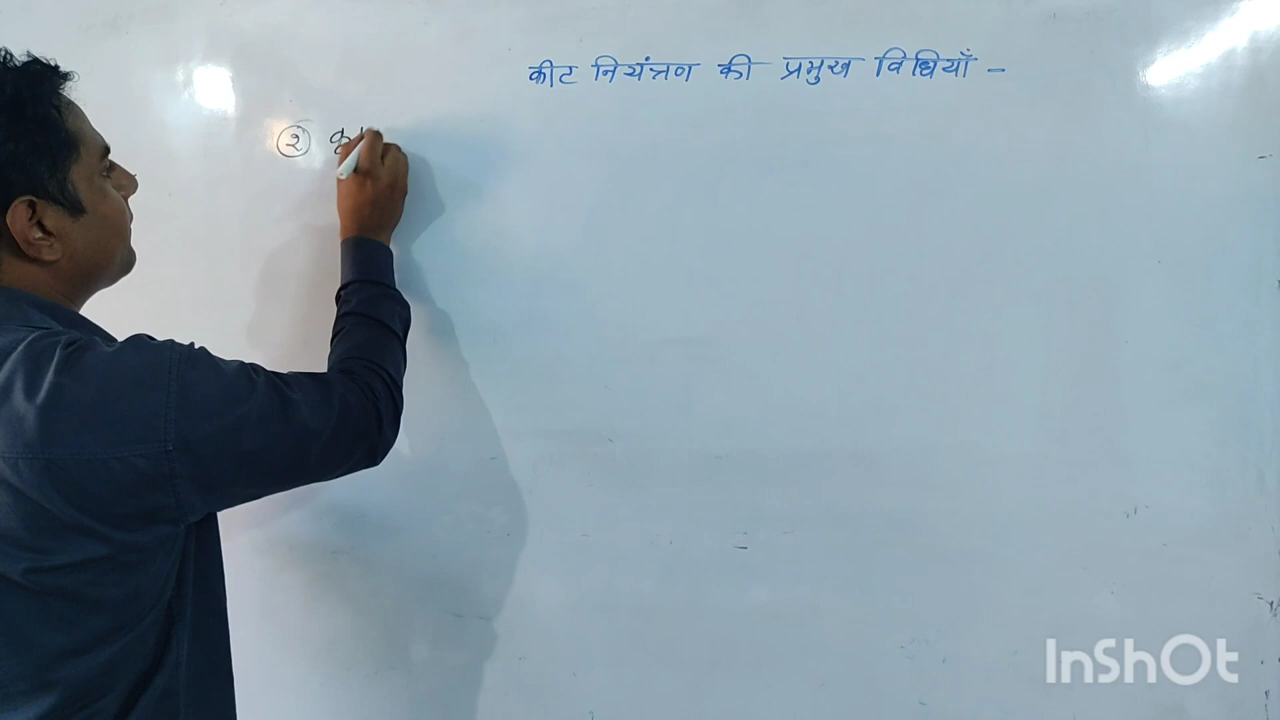 कीट नियंत्रण की प्रमुख विधियाँ -
२ कृ
InShOt